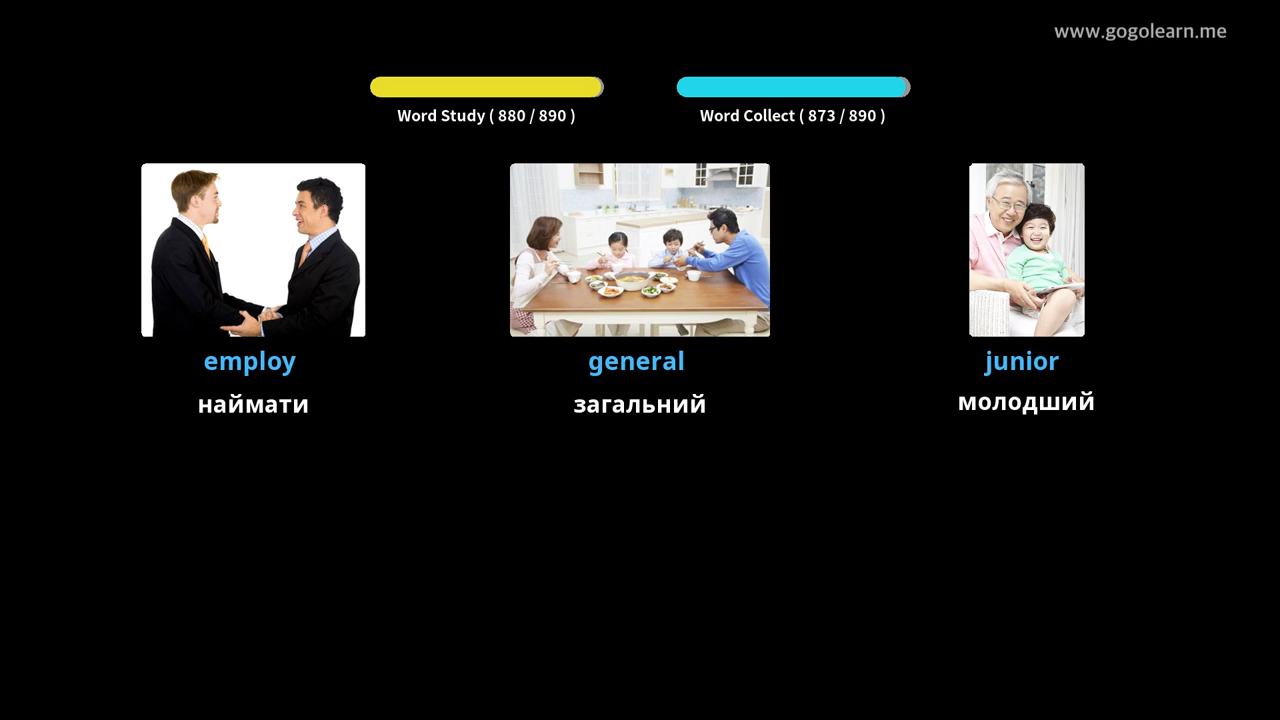 www.gogolearn.me
Word Study ( 880 / 890 )
Word Collect ( 873 / 890 )
employ
general
junior
наймати
загальний
молодший